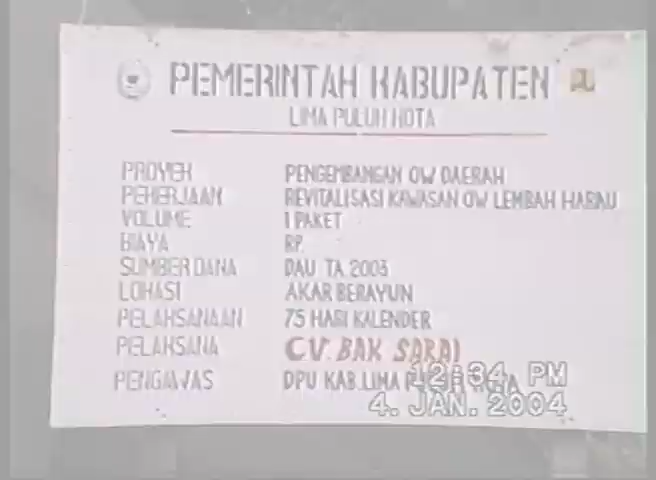 PEMERINTAH KABUPATEN
LIMA PULUH KOTA
PROYEK PENGEMBANGAN OW DAERAH
PEKERJAAN REVITALISASI KAWASAN OW LEMBAH HARAU
VOLUME 1 PAKET
BIAYA RP.
SUMBER DANA DAU TA 2003
LOKASI AKAR BERAYUN
PELAKSANAAN 75 HARI KALENDER
PELAKSANA CV. BAK SARAI
PENGAWAS DPU KAB. LIMA PULUH KOTA
12:34 PM
4. JAN. 2004